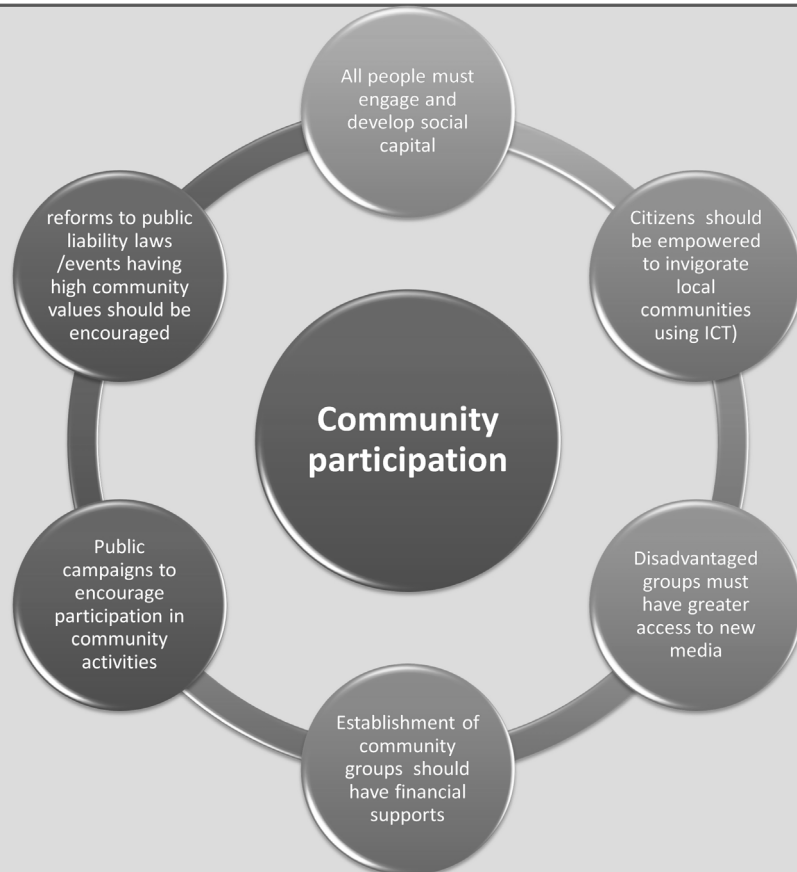 All people must
engage and
develop social
capital
Citizens should
be empowered
to invigorate
local
communities
using ICT)
Disadvantaged
groups must
have greater
access to new
media
Establishment of
community
groups should
have financial
supports
Public
campaigns to
encourage
participation in
community
activities
reforms to public
liability laws
/events having
high community
values should be
encouraged
Community
participation